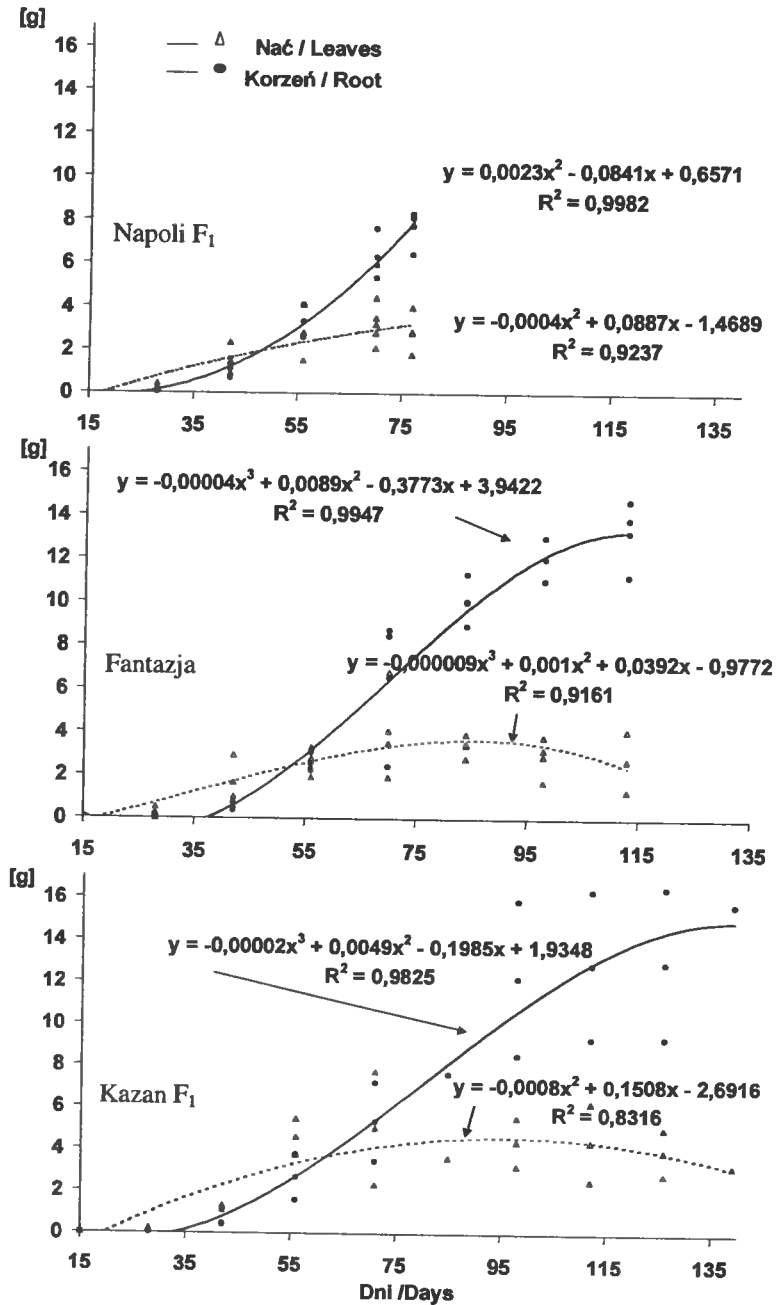 [g]
16
14
12
10
8
6
4
2
0
Nać / Leaves
Korzeń / Root
y = 0,0023x² - 0,0841x + 0,6571
R² = 0,9982
Napoli F₁
y = -0,0004x² + 0,0887x - 1,4689
R² = 0,9237
15 35 55 75 95 115 135
[g]
16
14
12
10
8
6
4
2
0
y = -0,00004x³ + 0,0089x² - 0,3773x + 3,9422
R² = 0,9947
Fantazja
y = -0,000009x³ + 0,001x² + 0,0392x - 0,9772
R² = 0,9161
15 35 55 75 95 115 135
[g]
16
14
12
10
8
6
4
2
0
y = -0,00002x³ + 0,0049x² - 0,1985x + 1,9348
R² = 0,9825
Kazan F₁
y = -0,0008x² + 0,1508x - 2,6916
R² = 0,8316
15 35 55 75 95 115 135
Dni /Days